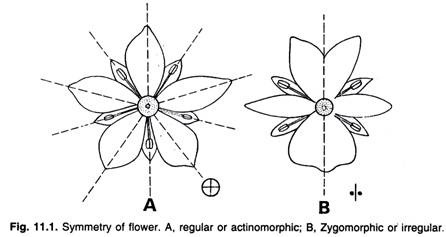 A
B
Fig. 11.1. Symmetry of flower. A, regular or actinomorphic; B, Zygomorphic or irregular.